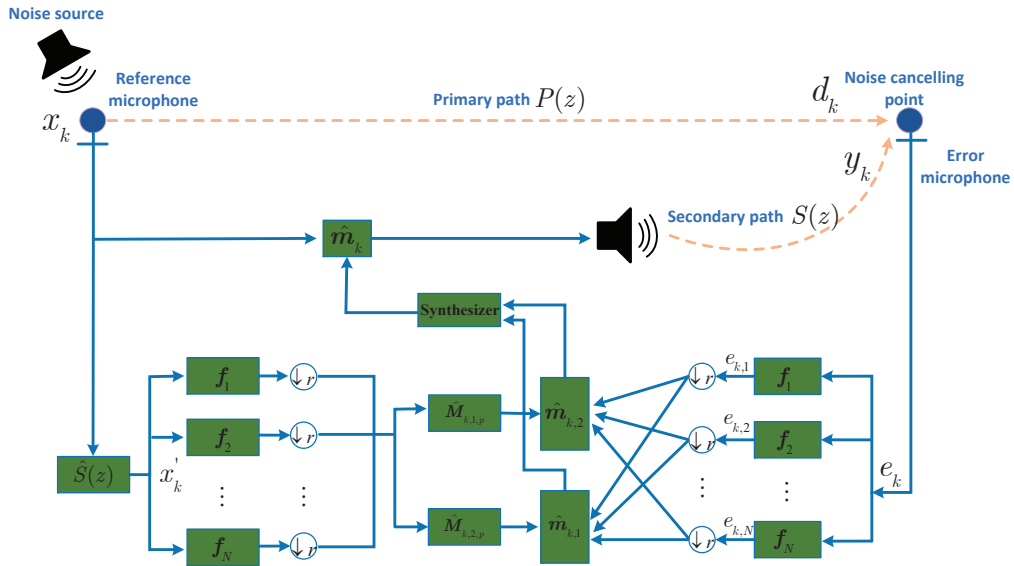 Noise source
Reference
microphone
Noise cancelling
point
Primary path P(z)
d_k
x_k
Error
microphone
y_k
Secondary path S(z)
m̂_k
Synthesizer
f_1
↓r
M̂_{k,1,p}
m̂_{k,2}
↓r
e_{k,1}
f_1
f_2
↓r
↓r
e_{k,2}
f_2
Ŝ(z)
x'_k
e_k
⋮ ⋮
⋮ ⋮
M̂_{k,2,p}
m̂_{k,1}
f_N
↓r
↓r
e_{k,N}
f_N